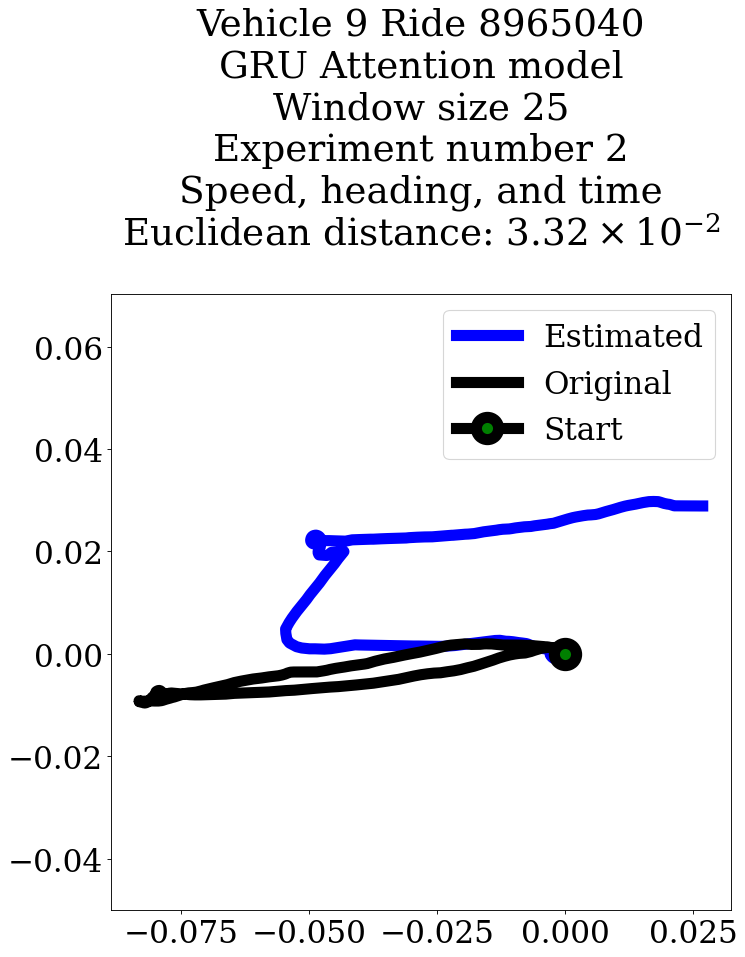 Vehicle 9 Ride 8965040
GRU Attention model
Window size 25
Experiment number 2
Speed, heading, and time
Euclidean distance: 3.32 × 10⁻²
Estimated
Original
Start
0.06
0.04
0.02
0.00
−0.02
−0.04
−0.075 −0.050 −0.025 0.000 0.025